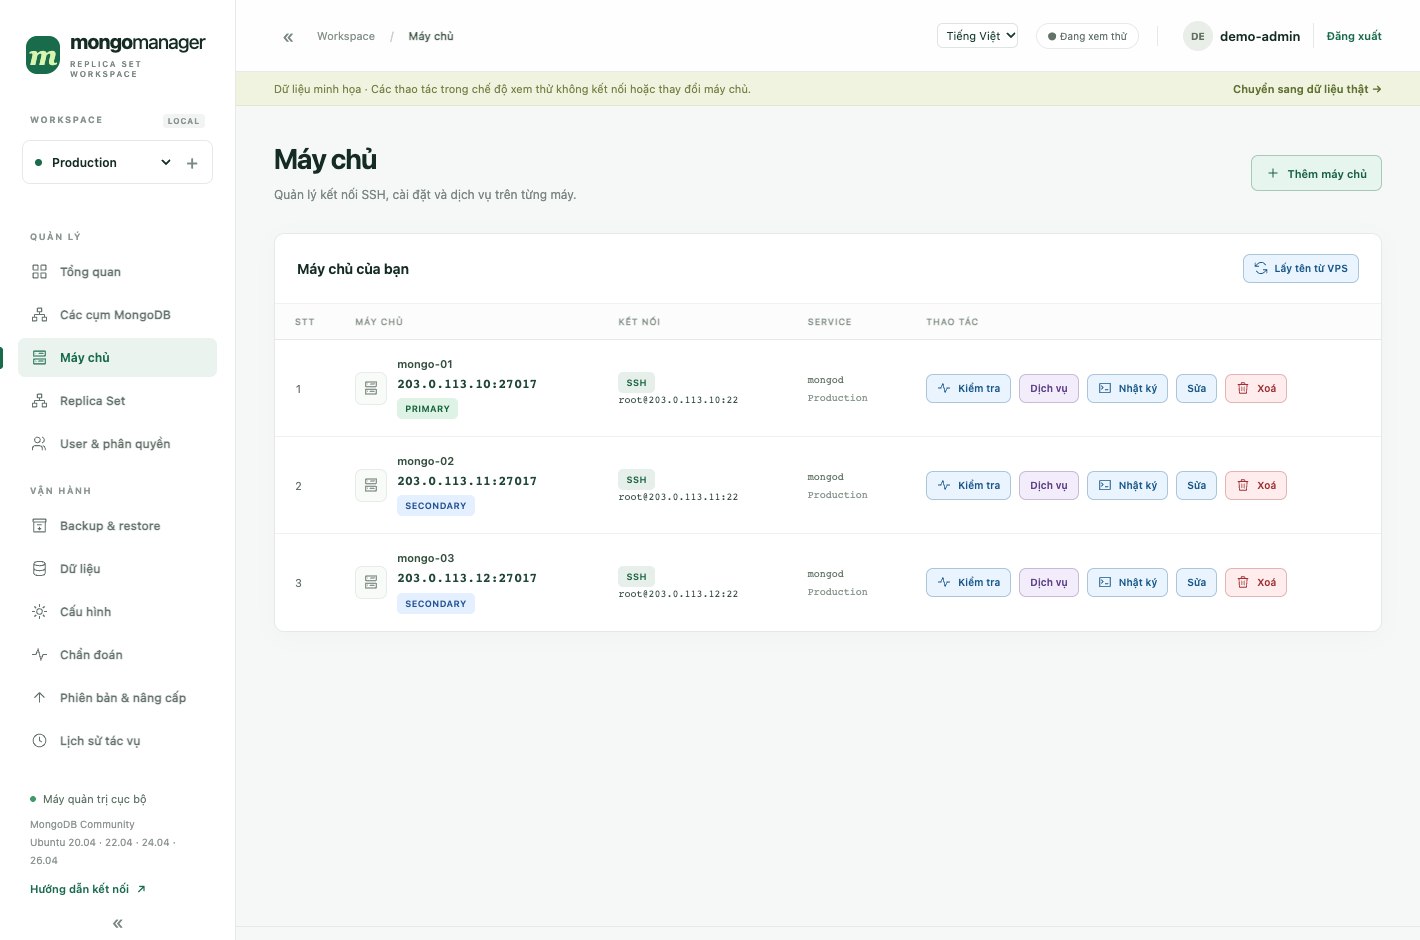 m mongomanager
REPLICA SET
WORKSPACE
WORKSPACE LOCAL
Production
QUẢN LÝ
Tổng quan
Các cụm MongoDB
Máy chủ
Replica Set
User & phân quyền
VẬN HÀNH
Backup & restore
Dữ liệu
Cấu hình
Chẩn đoán
Phiên bản & nâng cấp
Lịch sử tác vụ
Máy quản trị cục bộ
MongoDB Community
Ubuntu 20.04 · 22.04 · 24.04 ·
26.04
Hướng dẫn kết nối ↗
«
« Workspace / Máy chủ
Tiếng Việt
Đang xem thử
DE demo-admin
Đăng xuất
Dữ liệu minh họa · Các thao tác trong chế độ xem thử không kết nối hoặc thay đổi máy chủ.
Chuyển sang dữ liệu thật →
Máy chủ
Quản lý kết nối SSH, cài đặt và dịch vụ trên từng máy.
+ Thêm máy chủ
Máy chủ của bạn
Lấy tên từ VPS
STT MÁY CHỦ KẾT NỐI SERVICE THAO TÁC
1
mongo-01
203.0.113.10:27017
PRIMARY
SSH
root@203.0.113.10:22
mongod
Production
Kiểm tra Dịch vụ Nhật ký Sửa Xoá
2
mongo-02
203.0.113.11:27017
SECONDARY
SSH
root@203.0.113.11:22
mongod
Production
Kiểm tra Dịch vụ Nhật ký Sửa Xoá
3
mongo-03
203.0.113.12:27017
SECONDARY
SSH
root@203.0.113.12:22
mongod
Production
Kiểm tra Dịch vụ Nhật ký Sửa Xoá